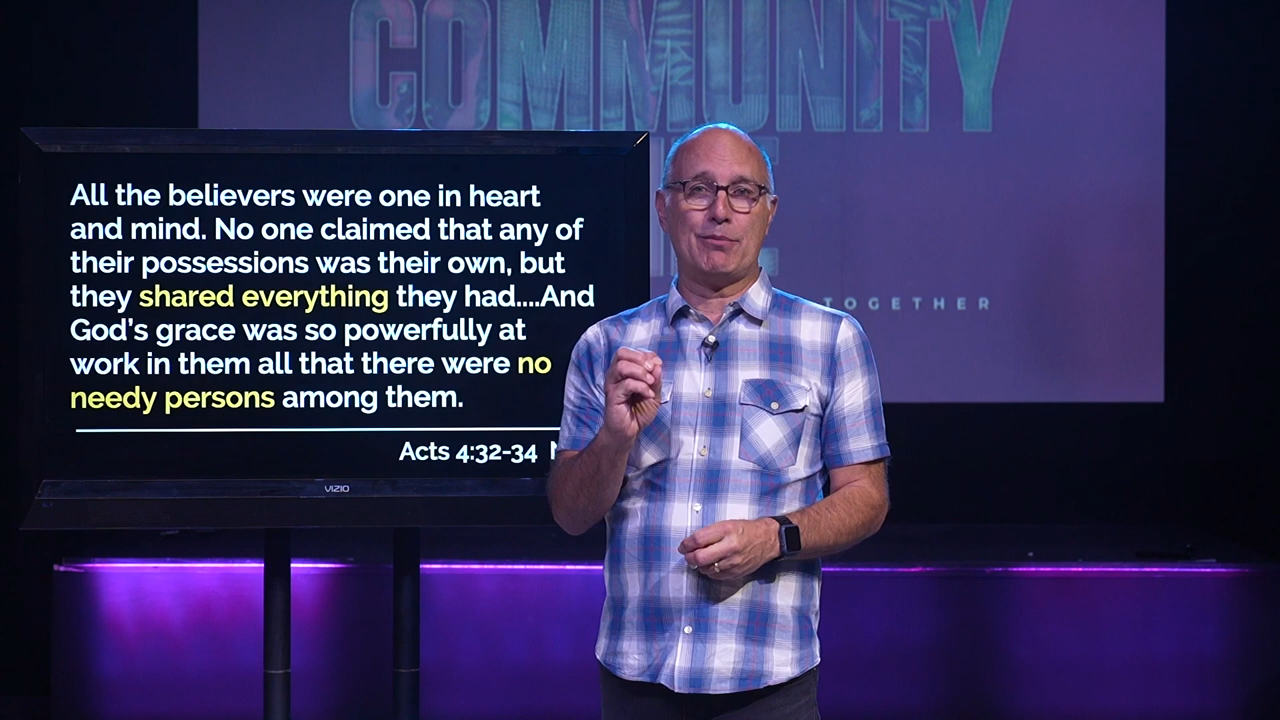 COMMUNITY
All the believers were one in heart
and mind. No one claimed that any of
their possessions was their own, but
they shared everything they had....And
God's grace was so powerfully at
work in them all that there were no
needy persons among them.
Acts 4:32-34
VIZIO
TOGETHER